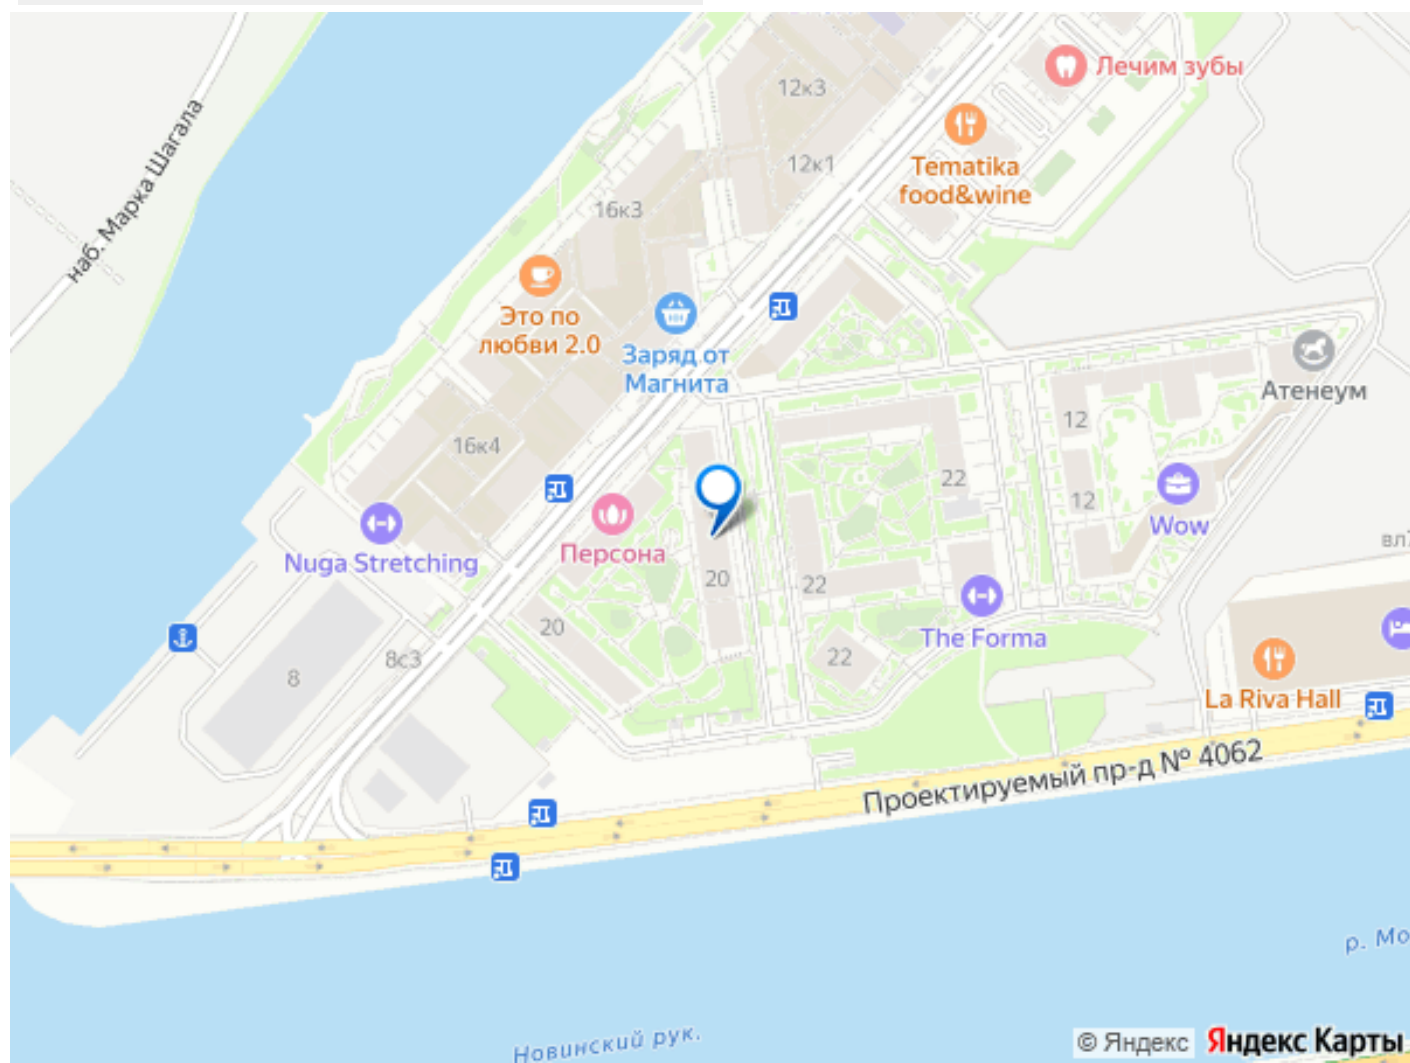 Лечим зубы
12к3
Tematika
food&wine
12к1
наб. Марка Шагала
16к3
Это по
любви 2.0
Заряд от
Магнита
Атенеум
12
16к4
22
12
Wow
Nuga Stretching
Персона
вл7
20
22
The Forma
20
22
8с3
8
La Riva Hall
Проектируемый пр-д № 4062
р. Мо
Новинский рук.
© Яндекс Яндекс Карты